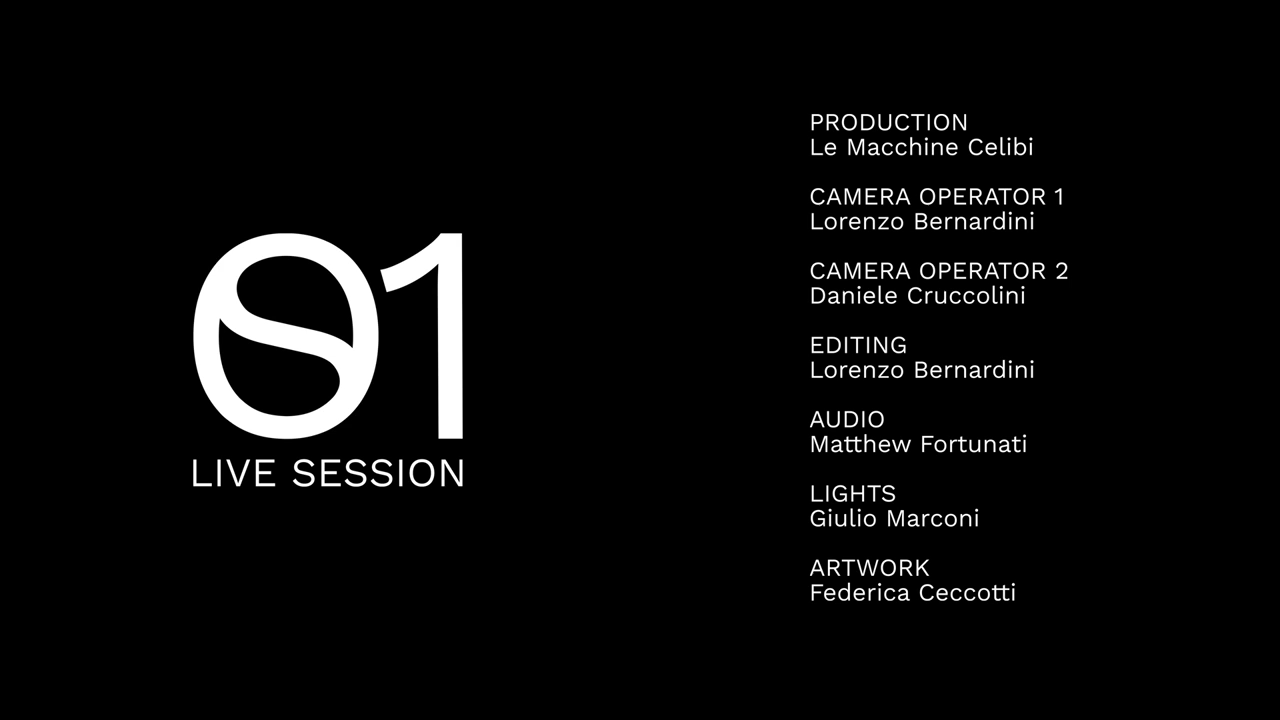 01
LIVE SESSION
PRODUCTION
Le Macchine Celibi
CAMERA OPERATOR 1
Lorenzo Bernardini
CAMERA OPERATOR 2
Daniele Cruccolini
EDITING
Lorenzo Bernardini
AUDIO
Matthew Fortunati
LIGHTS
Giulio Marconi
ARTWORK
Federica Ceccotti